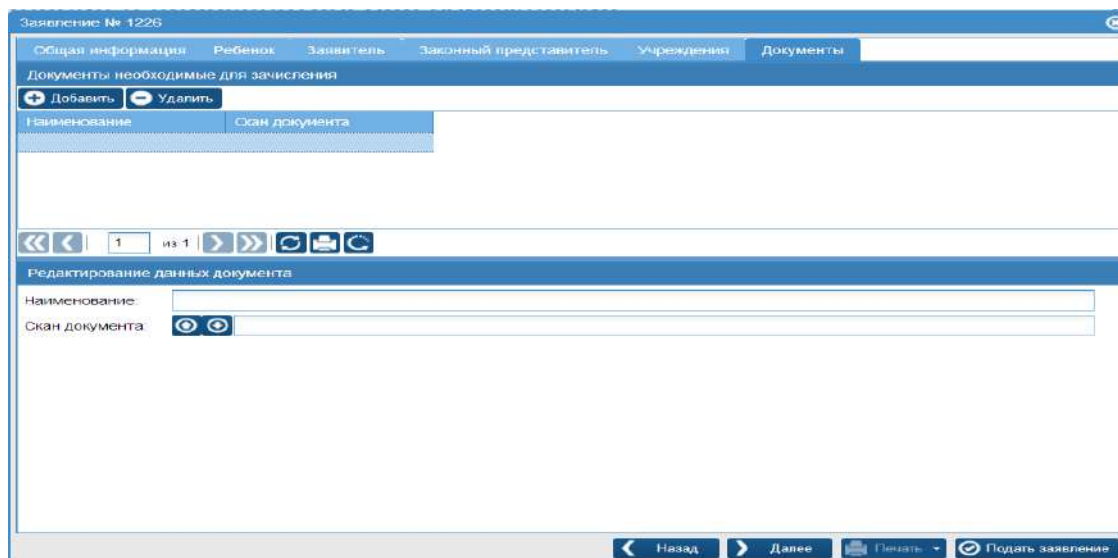 Заявление № 1226
Общая информация Ребенок Заявитель Законный представитель Учреждения Документы
Документы необходимые для зачисления
Добавить Удалить
Наименование Скан документа
1 из 1
Редактирование данных документа
Наименование:
Скан документа:
Назад Далее Печать Подать заявление